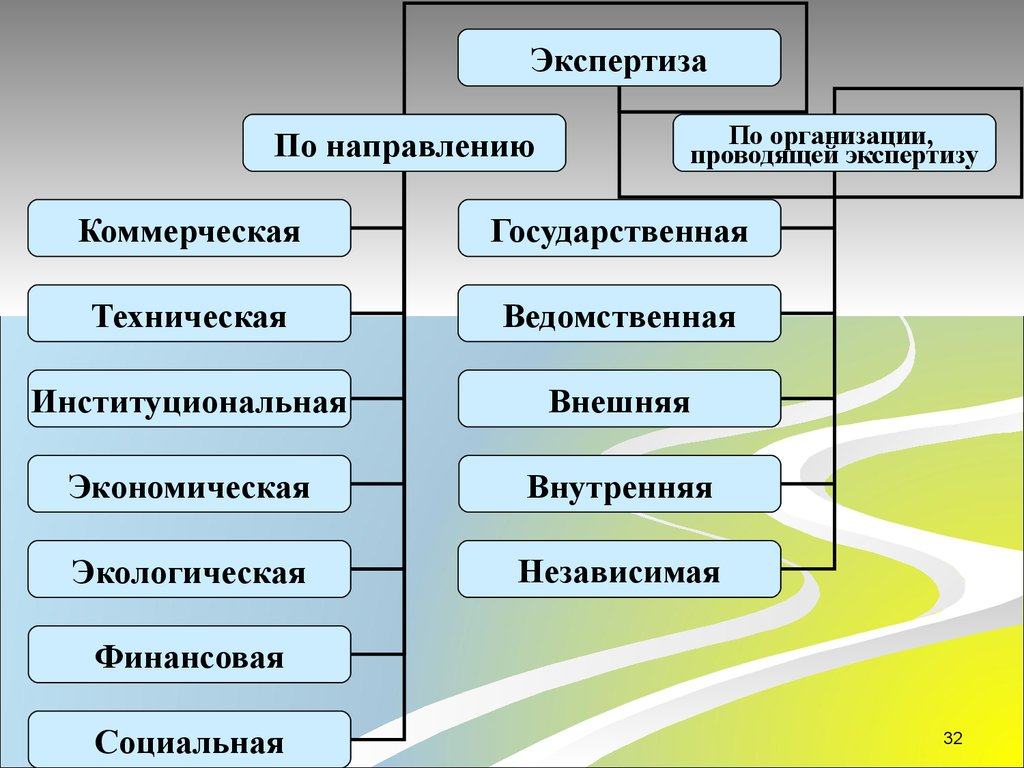 Экспертиза
По направлению
По организации,
проводящей экспертизу
Коммерческая
Государственная
Техническая
Ведомственная
Институциональная
Внешняя
Экономическая
Внутренняя
Экологическая
Независимая
Финансовая
Социальная
32